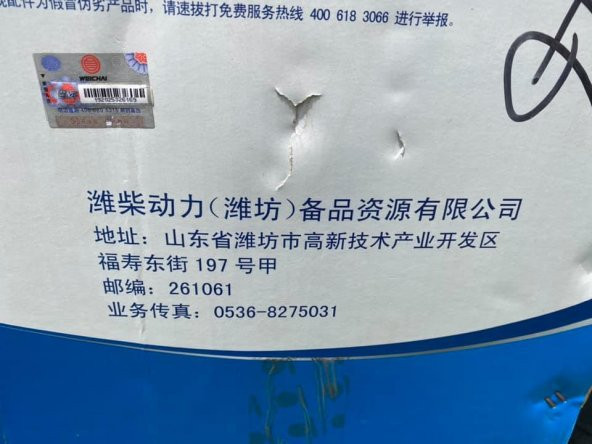 配件为假冒伪劣产品时，请速拨打免费服务热线 400 618 3066 进行举报。
WEICHAI
潍柴动力（潍坊）备品资源有限公司
地址：山东省潍坊市高新技术产业开发区
福寿东街 197 号甲
邮编：261061
业务传真：0536-8275031